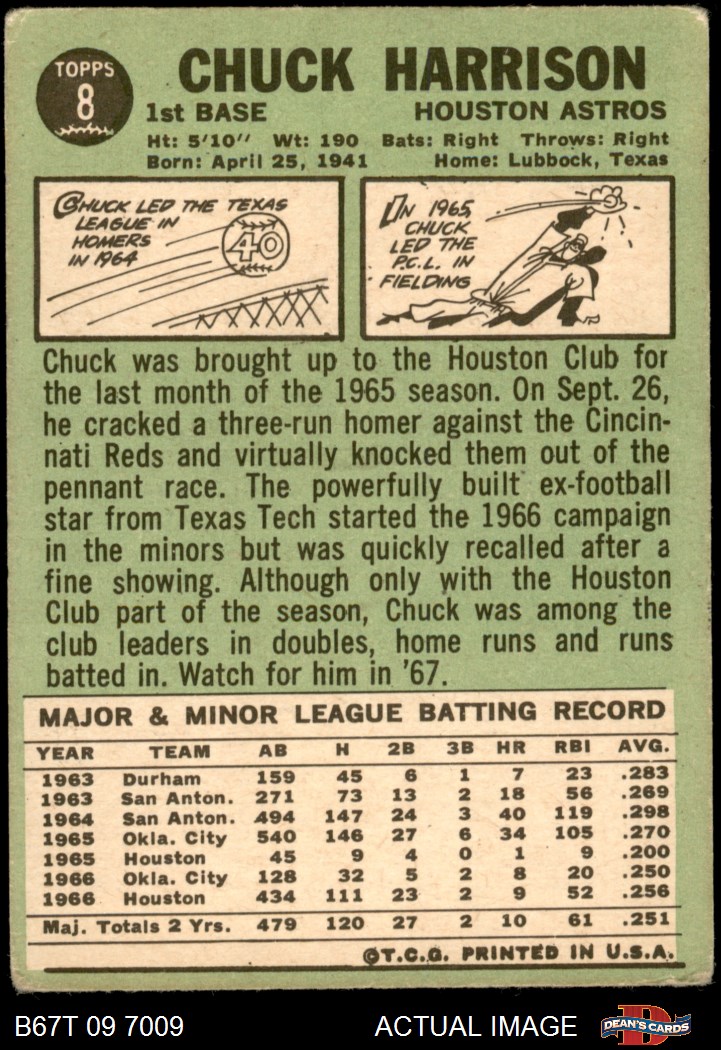 TOPPS
8
CHUCK HARRISON
1st BASE HOUSTON ASTROS
Ht: 5'10" Wt: 190 Bats: Right Throws: Right
Born: April 25, 1941 Home: Lubbock, Texas
CHUCK LED THE TEXAS
LEAGUE IN
HOMERS
IN 1964
40
IN 1965,
CHUCK
LED THE
P.C.L. IN
FIELDING
Chuck was brought up to the Houston Club for
the last month of the 1965 season. On Sept. 26,
he cracked a three-run homer against the Cincin-
nati Reds and virtually knocked them out of the
pennant race. The powerfully built ex-football
star from Texas Tech started the 1966 campaign
in the minors but was quickly recalled after a
fine showing. Although only with the Houston
Club part of the season, Chuck was among the
club leaders in doubles, home runs and runs
batted in. Watch for him in '67.
MAJOR & MINOR LEAGUE BATTING RECORD
YEAR TEAM AB H 2B 3B HR RBI AVG.
1963 Durham 159 45 6 1 7 23 .283
1963 San Anton. 271 73 13 2 18 56 .269
1964 San Anton. 494 147 24 3 40 119 .298
1965 Okla. City 540 146 27 6 34 105 .270
1965 Houston 45 9 4 0 1 9 .200
1966 Okla. City 128 32 5 2 8 20 .250
1966 Houston 434 111 23 2 9 52 .256
Maj. Totals 2 Yrs. 479 120 27 2 10 61 .251
©T.C.G. PRINTED IN U.S.A.
B67T 09 7009 ACTUAL IMAGE
D
DEAN'S CARDS